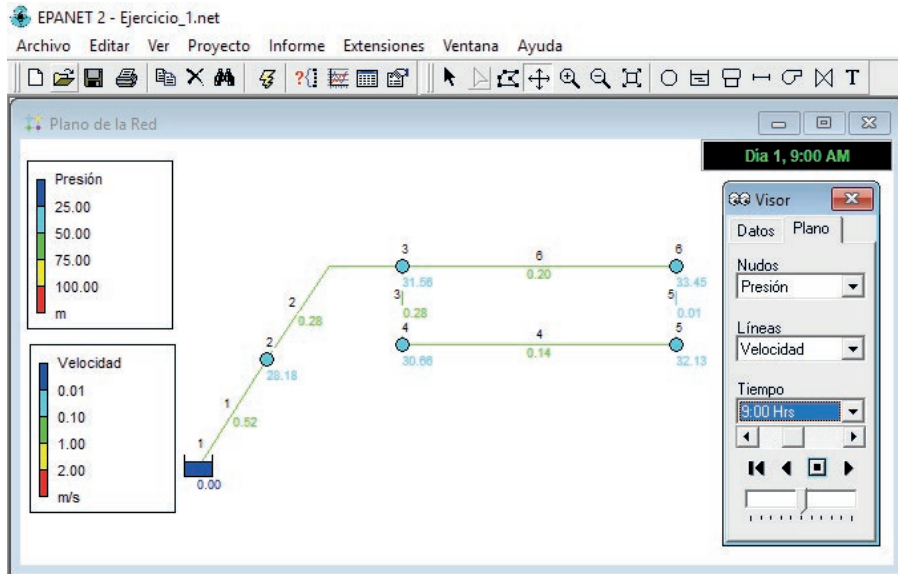 EPANET 2 - Ejercicio_1.net
Archivo Editar Ver Proyecto Informe Extensiones Ventana Ayuda
T
Plano de la Red
Dia 1, 9:00 AM
Presión
25.00
50.00
75.00
100.00
m
Velocidad
0.01
0.10
1.00
2.00
m/s
3
6
6
31.56
0.20
33.45
2
0.28
3
0.28
5
0.01
4
4
5
2
30.66
0.14
32.13
28.18
1
0.52
1
0.00
Visor
Datos Plano
Nudos
Presión
Líneas
Velocidad
Tiempo
9:00 Hrs